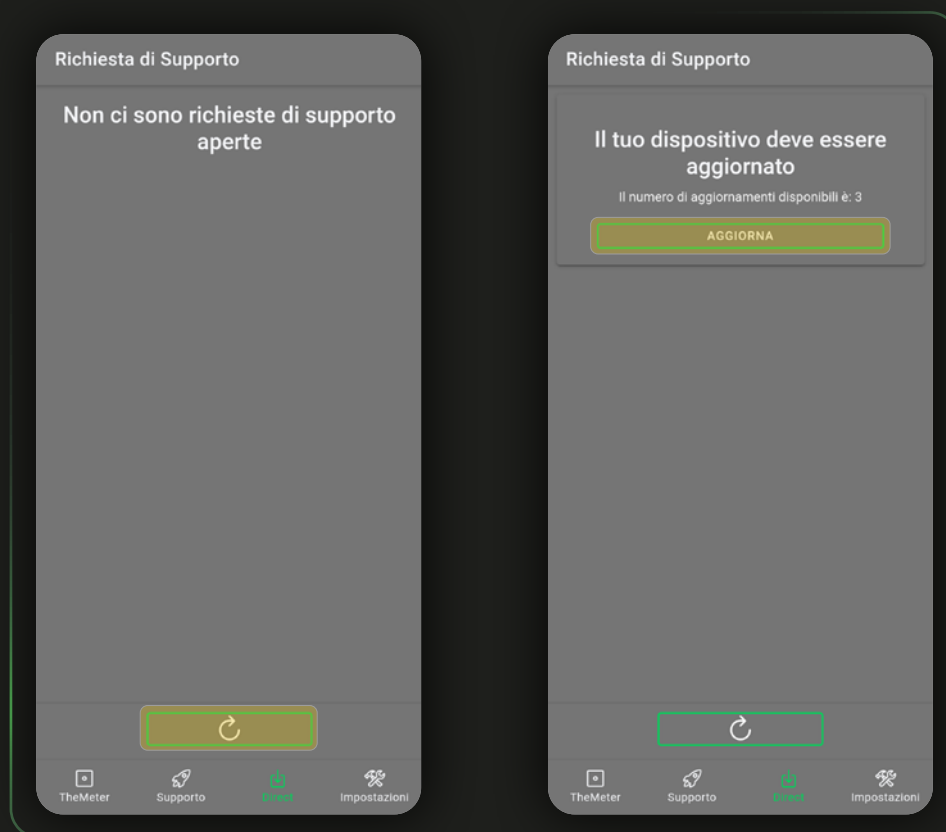 Richiesta di Supporto
Non ci sono richieste di supporto
aperte
TheMeter
Supporto
Direct
Impostazioni
Richiesta di Supporto
Il tuo dispositivo deve essere
aggiornato
Il numero di aggiornamenti disponibili è: 3
AGGIORNA
TheMeter
Supporto
Direct
Impostazioni